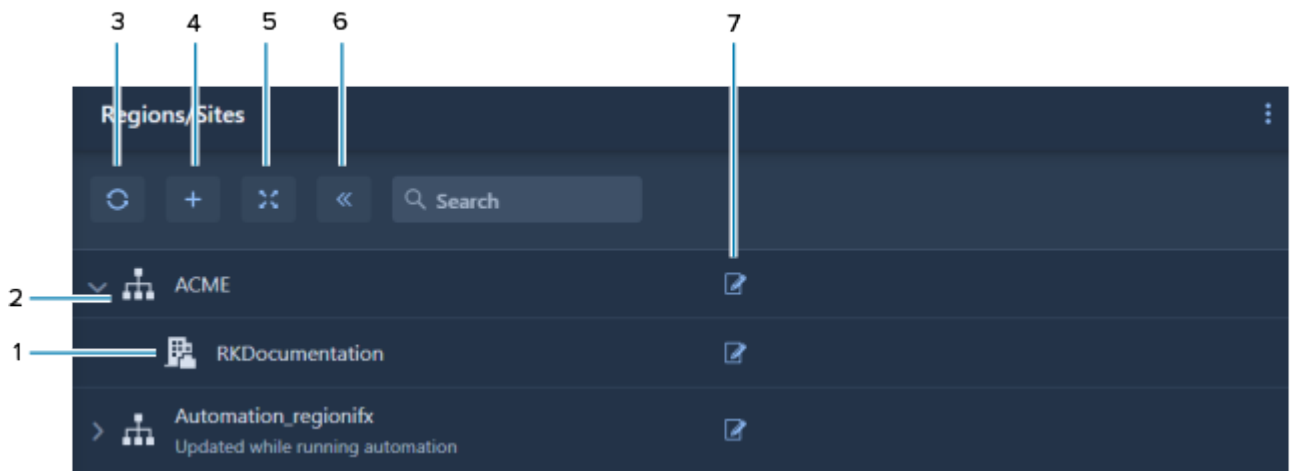 3 4 5 6 7
Regions/Sites
Search
2 ACME
1 RKDocumentation
Automation_regionifx
Updated while running automation